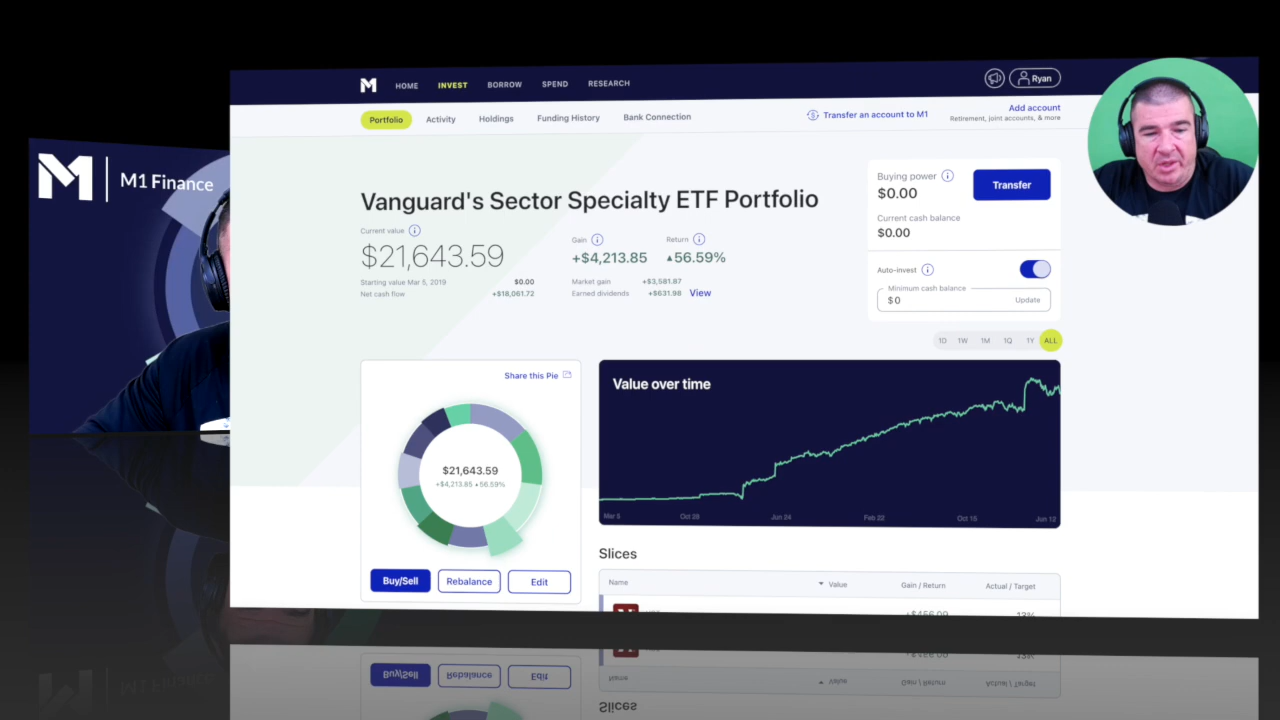 M1 Finance
HOME INVEST BORROW SPEND RESEARCH
Ryan
Portfolio Activity Holdings Funding History Bank Connection
Transfer an account to M1
Add account
Retirement, joint accounts, & more
Vanguard's Sector Specialty ETF Portfolio
Current value
$21,643.59
Starting value Mar 5, 2019 $0.00
Net cash flow +$18,061.72
Gain Return
+$4,213.85 ▲56.59%
Market gain +$3,581.87
Earned dividends +$631.98 View
Buying power
$0.00
Transfer
Current cash balance
$0.00
Auto-invest
Minimum cash balance
$0 Update
1D 1W 1M 1Q 1Y ALL
Share this Pie
$21,643.59
+$4,213.85 ▲56.59%
Buy/Sell Rebalance Edit
Value over time
Mar 5 Oct 28 Jun 24 Feb 22 Oct 15 Jun 12
Slices
Name ▼ Value Gain / Return Actual / Target
+$456.09 13%